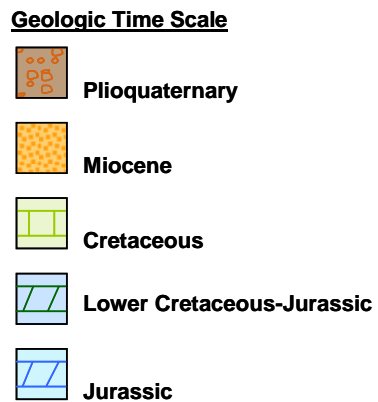 Geologic Time Scale
Plioquaternary
Miocene
Cretaceous
Lower Cretaceous-Jurassic
Jurassic